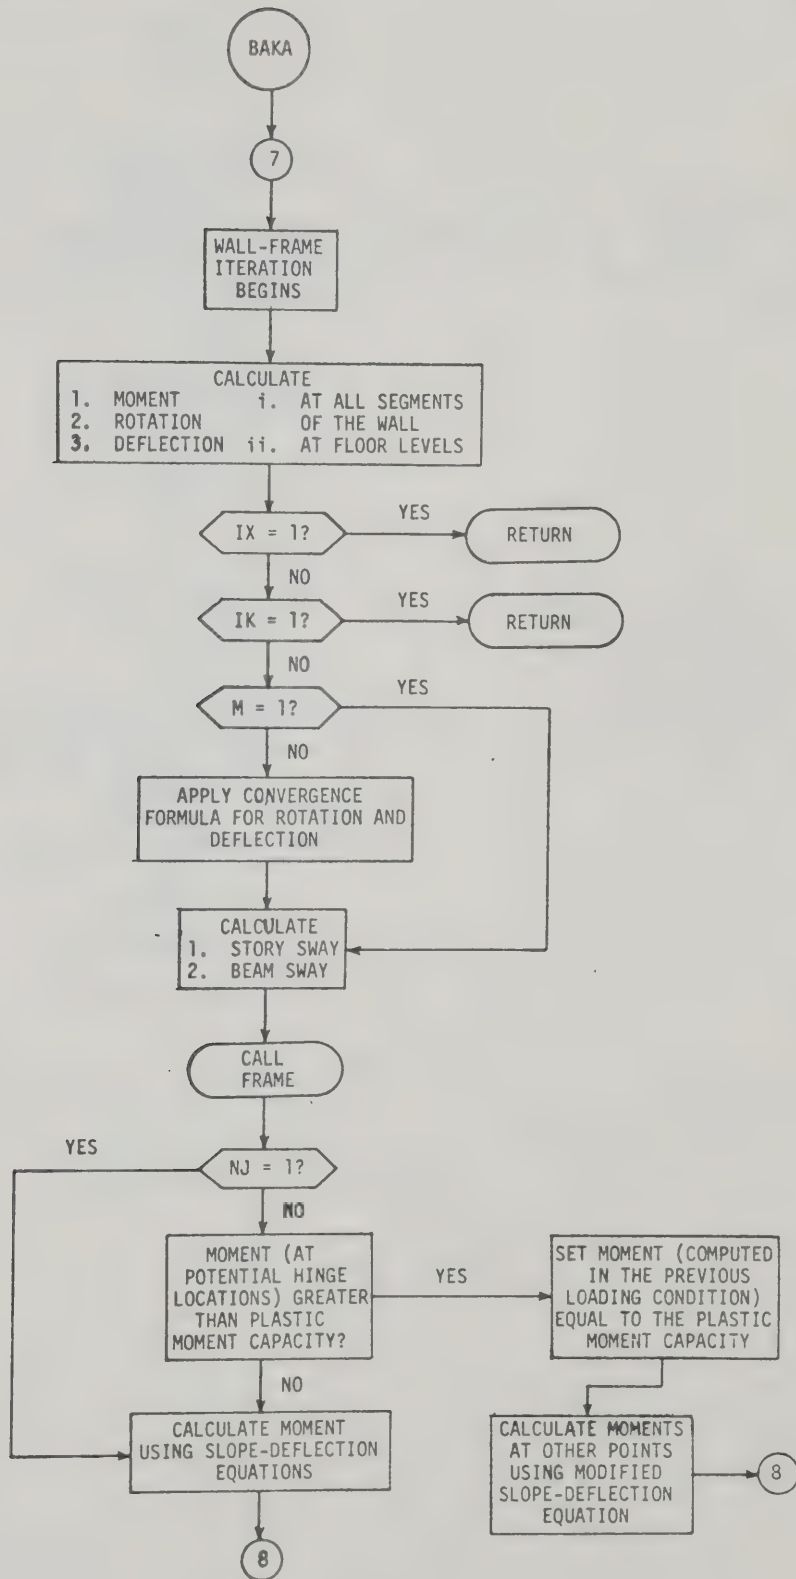 BAKA
7
WALL-FRAME
ITERATION
BEGINS
CALCULATE
1. MOMENT i. AT ALL SEGMENTS
2. ROTATION OF THE WALL
3. DEFLECTION ii. AT FLOOR LEVELS
IX = 1?
YES
RETURN
NO
IK = 1?
YES
RETURN
NO
M = 1?
YES
NO
APPLY CONVERGENCE
FORMULA FOR ROTATION AND
DEFLECTION
CALCULATE
1. STORY SWAY
2. BEAM SWAY
CALL
FRAME
YES
NJ = 1?
NO
MOMENT (AT
POTENTIAL HINGE
LOCATIONS) GREATER
THAN PLASTIC
MOMENT CAPACITY?
YES
SET MOMENT (COMPUTED
IN THE PREVIOUS
LOADING CONDITION)
EQUAL TO THE PLASTIC
MOMENT CAPACITY
NO
CALCULATE MOMENT
USING SLOPE-DEFLECTION
EQUATIONS
CALCULATE MOMENTS
AT OTHER POINTS
USING MODIFIED
SLOPE-DEFLECTION
EQUATION
8
8